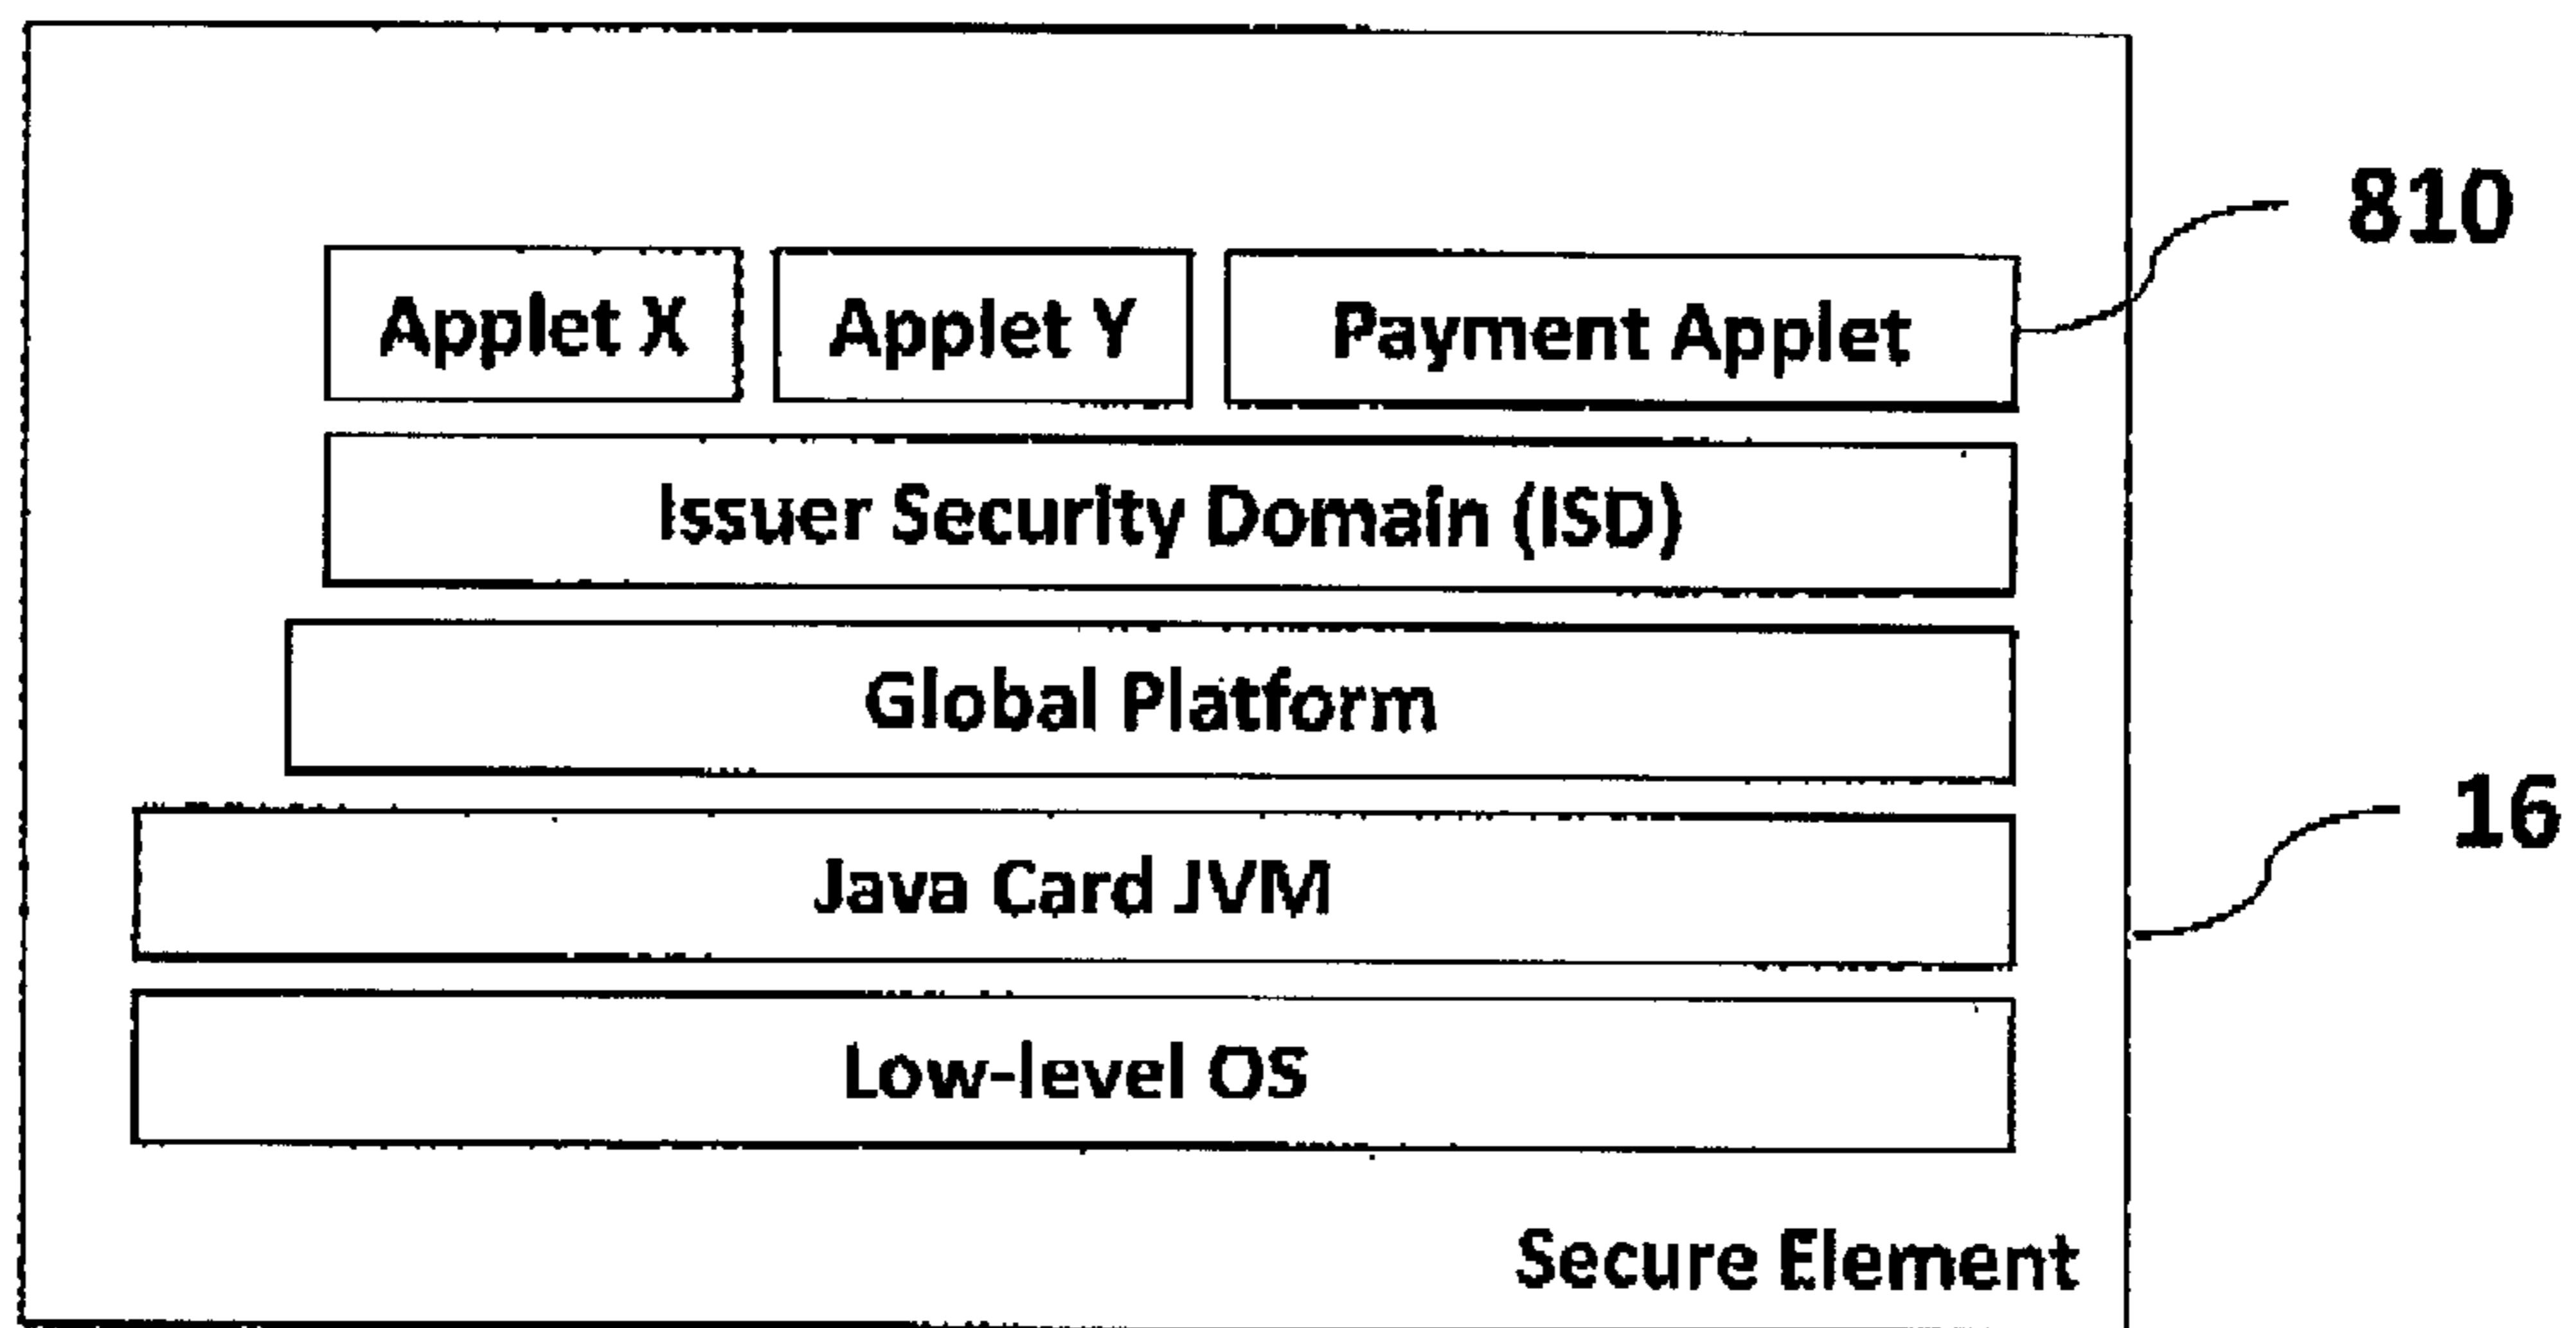 810
Applet X Applet Y Payment Applet
Issuer Security Domain (ISD)
Global Platform
Java Card JVM
16
Low-level OS
Secure Element